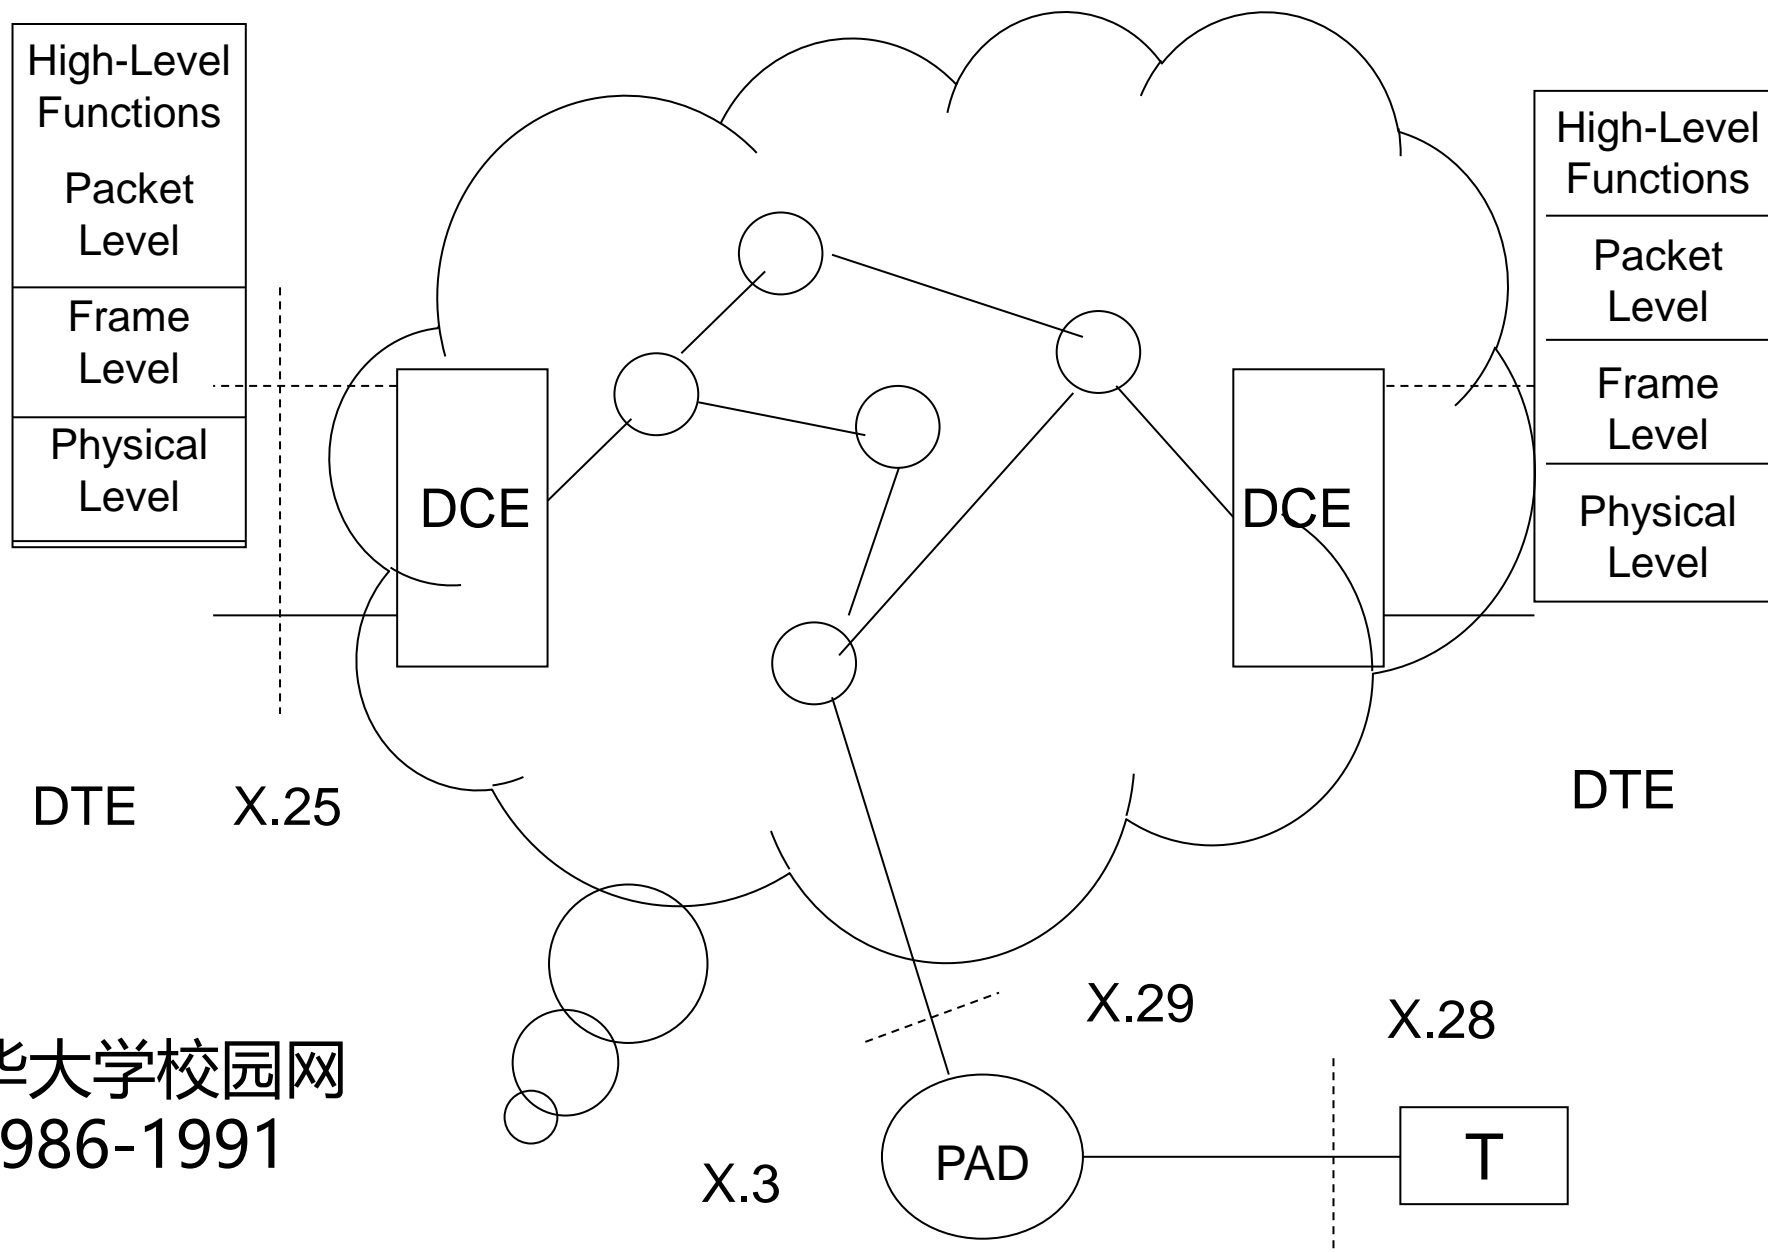 High-Level
Functions
Packet
Level
Frame
Level
Physical
Level
High-Level
Functions
Packet
Level
Frame
Level
Physical
Level
DCE
DCE
DTE
X.25
DTE
X.29
X.28
华大学校园网
986-1991
X.3
PAD
T